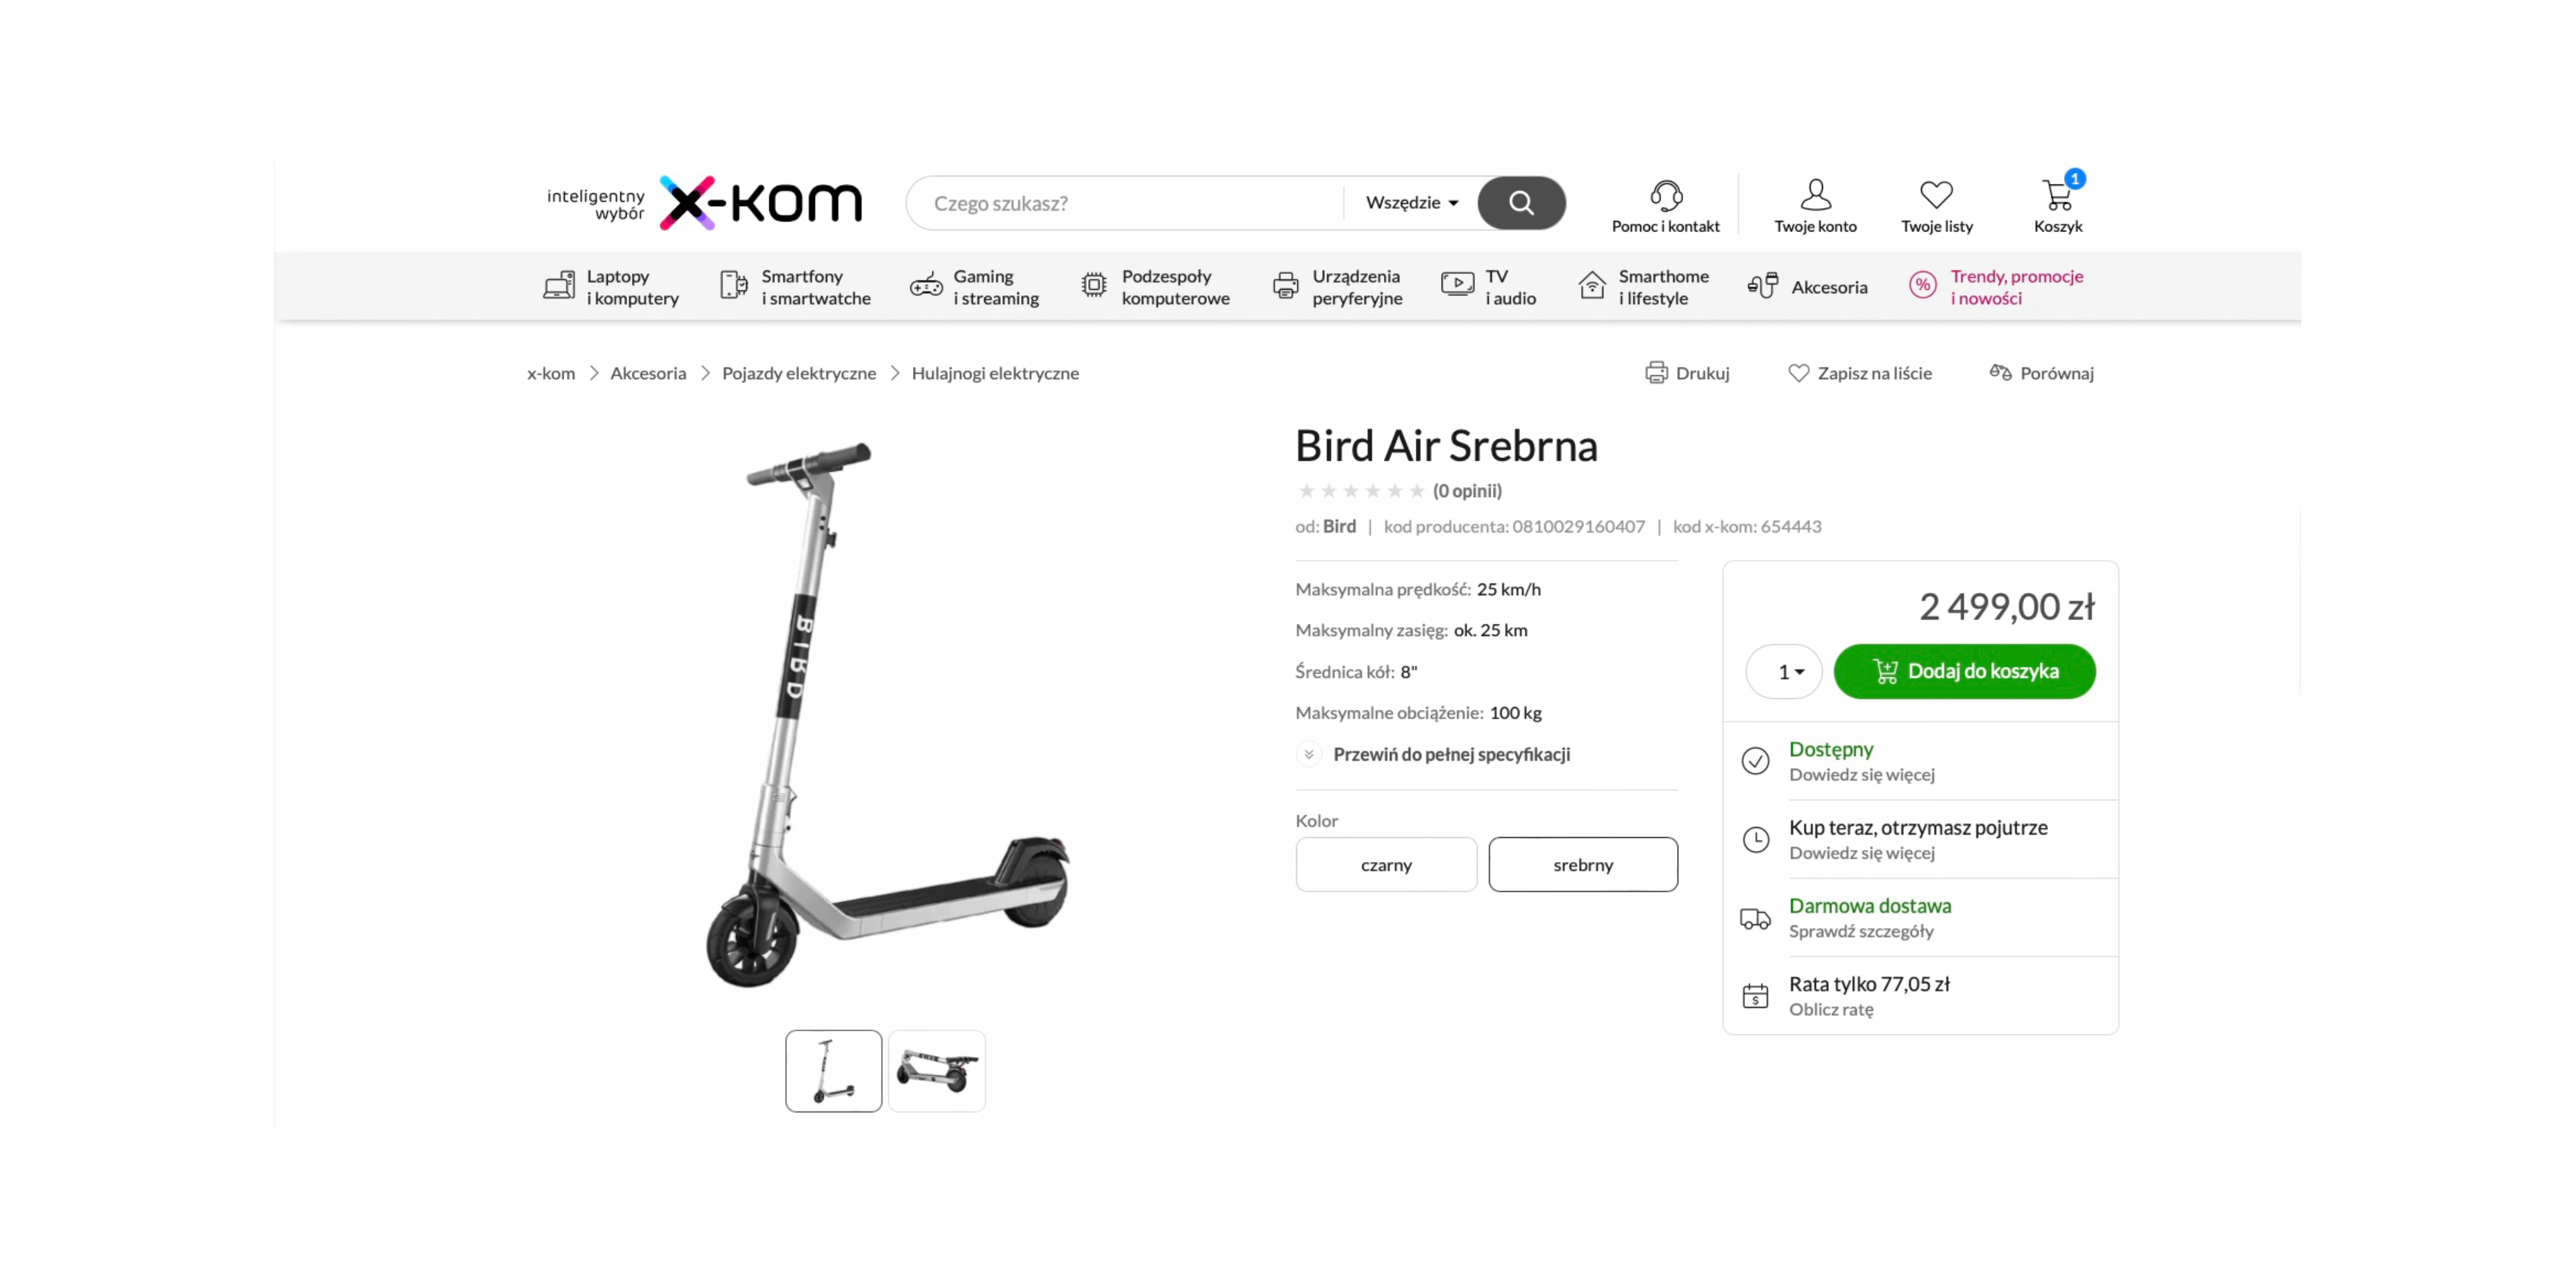 inteligentny
wybór
x-kom
Czego szukasz?
Wszędzie
Pomoc i kontakt
Twoje konto
Twoje listy
1
Koszyk
Laptopy
i komputery
Smartfony
i smartwatche
Gaming
i streaming
Podzespoły
komputerowe
Urządzenia
peryferyjne
TV
i audio
Smarthome
i lifestyle
Akcesoria
%
Trendy, promocje
i nowości
x-kom > Akcesoria > Pojazdy elektryczne > Hulajnogi elektryczne
Drukuj
Zapisz na liście
Porównaj
BIRD
Bird Air Srebrna
(0 opinii)
od: Bird | kod producenta: 0810029160407 | kod x-kom: 654443
Maksymalna prędkość: 25 km/h
Maksymalny zasięg: ok. 25 km
Średnica kół: 8"
Maksymalne obciążenie: 100 kg
Przewiń do pełnej specyfikacji
Kolor
czarny
srebrny
2 499,00 zł
1
Dodaj do koszyka
Dostępny
Dowiedz się więcej
Kup teraz, otrzymasz pojutrze
Dowiedz się więcej
Darmowa dostawa
Sprawdź szczegóły
$
Rata tylko 77,05 zł
Oblicz ratę
BIRD